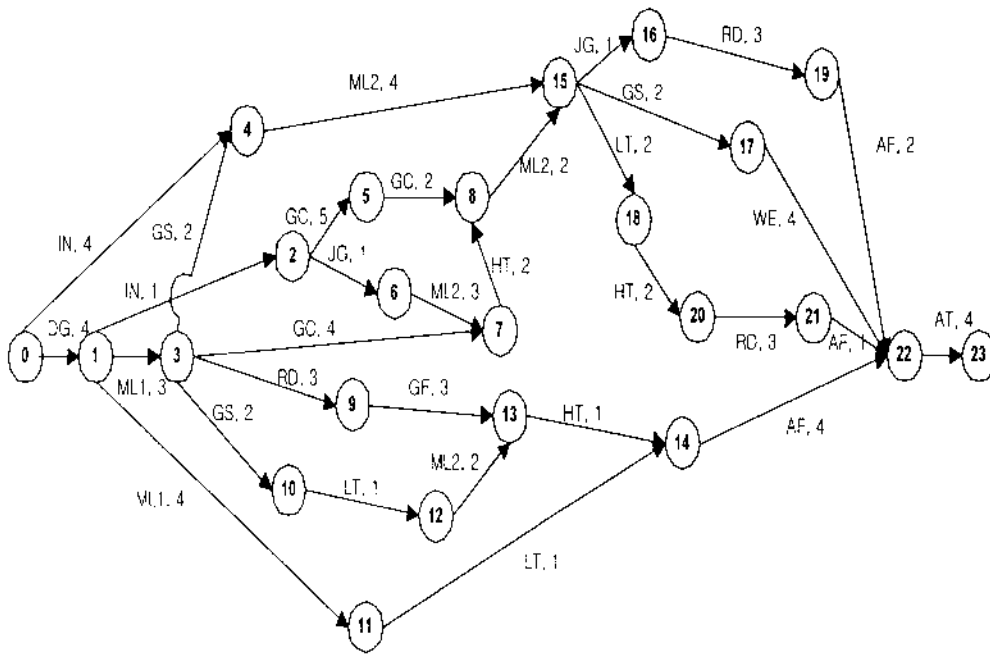 16
RD, 3
JG, 1
19
15
ML2, 4
GS, 2
4
AF, 2
17
LT, 2
ML2, 2
GC, 2
5
8
GC, 5
18
GS, 2
WE, 4
IN, 4
2
JG, 1
HT, 2
IN, 1
6
ML2, 3
HT, 2
20
21
7
GC, 4
RD, 3
AF, 1
AT, 4
0
1
3
22
23
ML1, 3
RD, 3
9
GF, 3
13
HT, 1
GS, 2
14
AF, 4
ML2, 2
10
LT, 1
12
ML1, 4
LT, 1
11